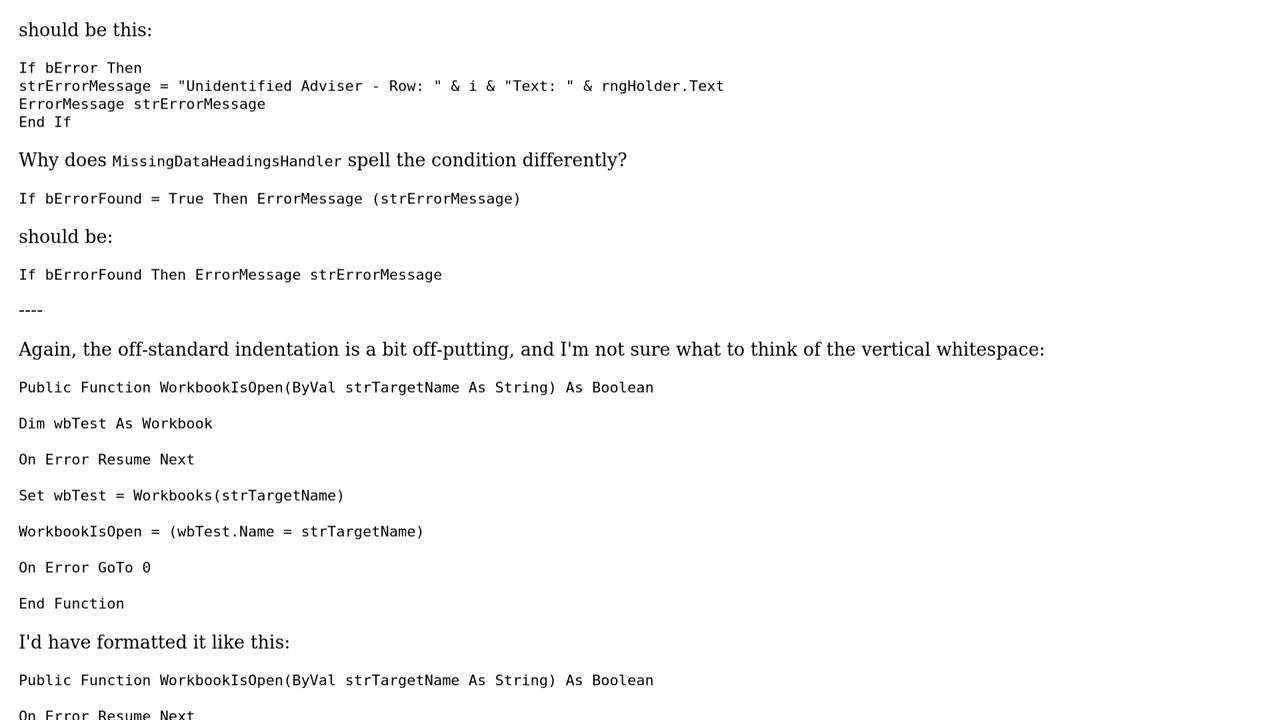 should be this:
If bError Then
strErrorMessage = "Unidentified Adviser - Row: " & i & "Text: " & rngHolder.Text
ErrorMessage strErrorMessage
End If
Why does MissingDataHeadingsHandler spell the condition differently?
If bErrorFound = True Then ErrorMessage (strErrorMessage)
should be:
If bErrorFound Then ErrorMessage strErrorMessage
----
Again, the off-standard indentation is a bit off-putting, and I'm not sure what to think of the vertical whitespace:
Public Function WorkbookIsOpen(ByVal strTargetName As String) As Boolean
Dim wbTest As Workbook
On Error Resume Next
Set wbTest = Workbooks(strTargetName)
WorkbookIsOpen = (wbTest.Name = strTargetName)
On Error GoTo 0
End Function
I'd have formatted it like this:
Public Function WorkbookIsOpen(ByVal strTargetName As String) As Boolean
On Error Resume Next